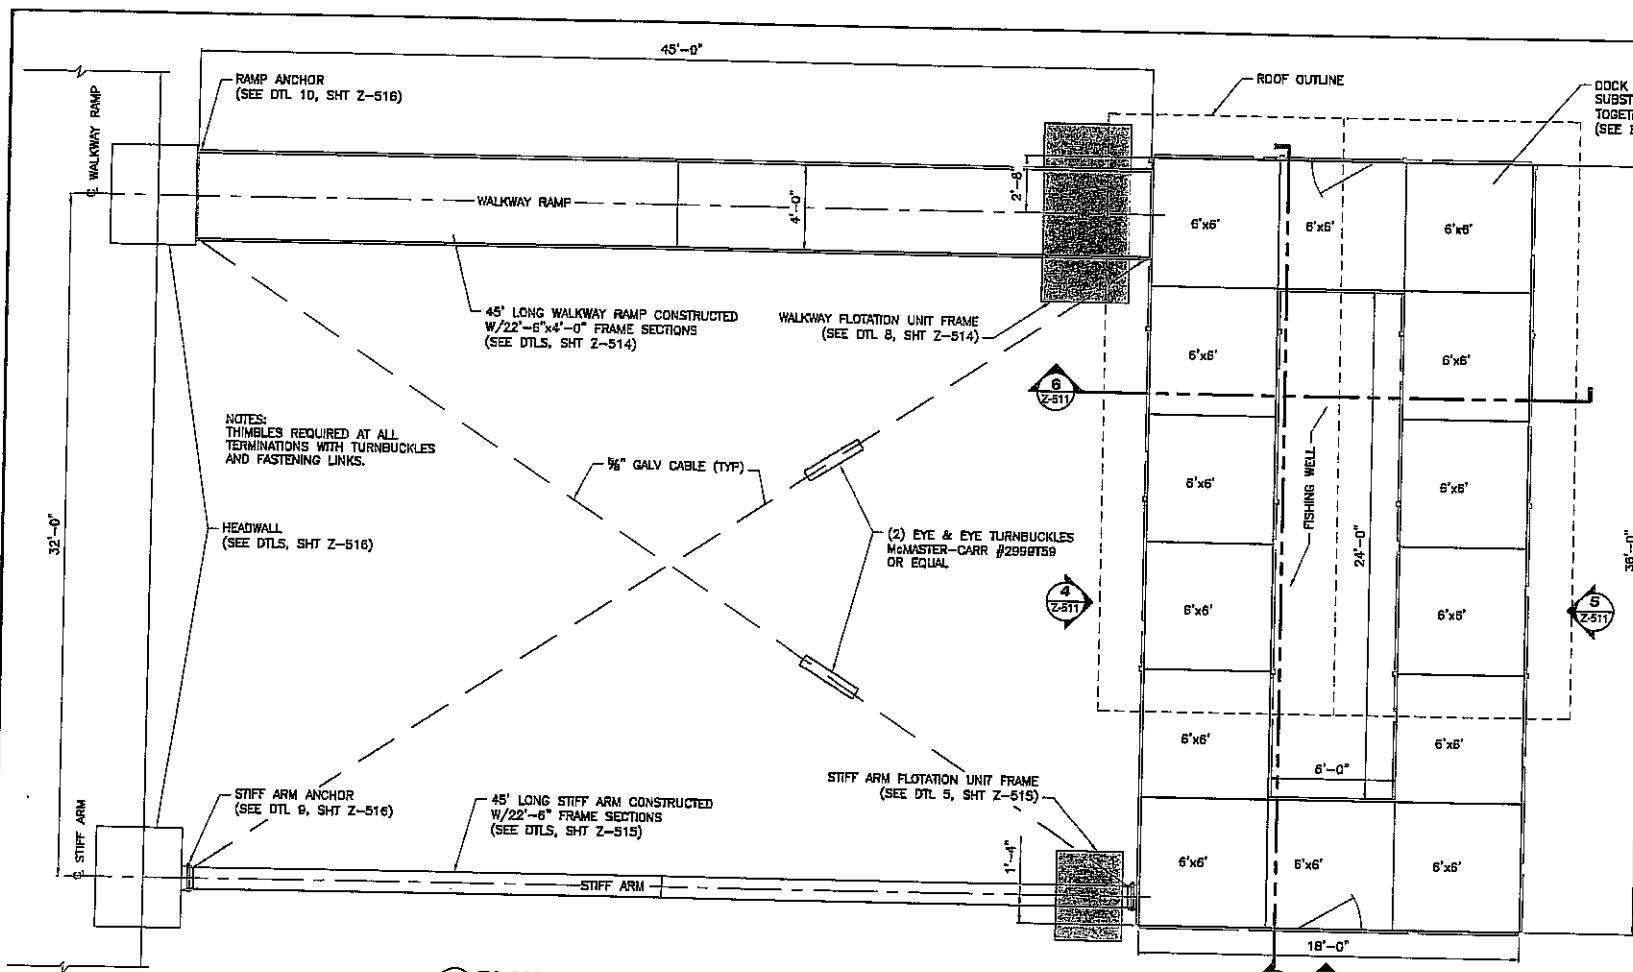 45'-0"
RAMP ANCHOR
(SEE DTL 10, SHT Z-516)
ROOF OUTLINE
DOCK
SUBST
TOGET
(SEE
℄ WALKWAY RAMP
WALKWAY RAMP
4'-0"
2'-8"
6'x6'
6'x6'
6'x6'
45' LONG WALKWAY RAMP CONSTRUCTED
W/22'-6"x4'-0" FRAME SECTIONS
(SEE DTLS, SHT Z-514)
WALKWAY FLOTATION UNIT FRAME
(SEE DTL 8, SHT Z-514)
6'x6'
6'x6'
6
Z-511
NOTES:
THIMBLES REQUIRED AT ALL
TERMINATIONS WITH TURNBUCKLES
AND FASTENING LINKS.
GALV CABLE (TYP)
6'x6'
FISHING WELL
6'x6'
32'-0"
HEADWALL
(SEE DTLS, SHT Z-516)
(2) EYE & EYE TURNBUCKLES
McMASTER-CARR #2999T59
OR EQUAL
24'-0"
36'-0"
4
Z-511
6'x6'
6'x6'
5
Z-511
6'x6'
6'x6'
6'-0"
℄ STIFF ARM
STIFF ARM ANCHOR
(SEE DTL 9, SHT Z-516)
45' LONG STIFF ARM CONSTRUCTED
W/22'-6" FRAME SECTIONS
(SEE DTLS, SHT Z-515)
STIFF ARM FLOTATION UNIT FRAME
(SEE DTL 5, SHT Z-515)
1'-4"
STIFF ARM
6'x6'
6'x6'
6'x6'
18'-0"